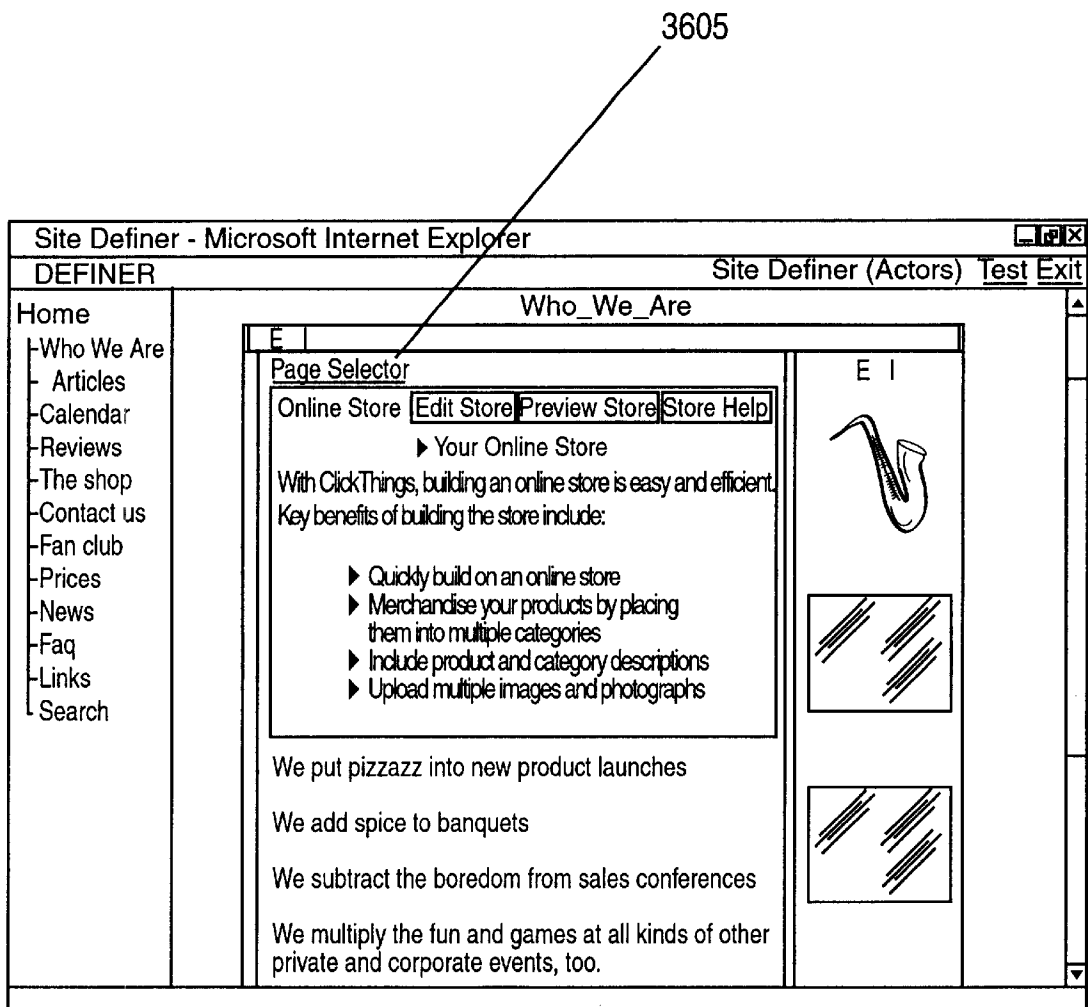 3605
Site Definer - Microsoft Internet Explorer
DEFINER
Site Definer (Actors) Test Exit
Home
Who We Are
Articles
Calendar
Reviews
The shop
Contact us
Fan club
Prices
News
Faq
Links
Search
Who_We_Are
E
Page Selector
Online Store Edit Store Preview Store Store Help
Your Online Store
With ClickThings, building an online store is easy and efficient.
Key benefits of building the store include:
Quickly build on an online store
Merchandise your products by placing
them into multiple categories
Include product and category descriptions
Upload multiple images and photographs
We put pizzazz into new product launches
We add spice to banquets
We subtract the boredom from sales conferences
We multiply the fun and games at all kinds of other
private and corporate events, too.
E I